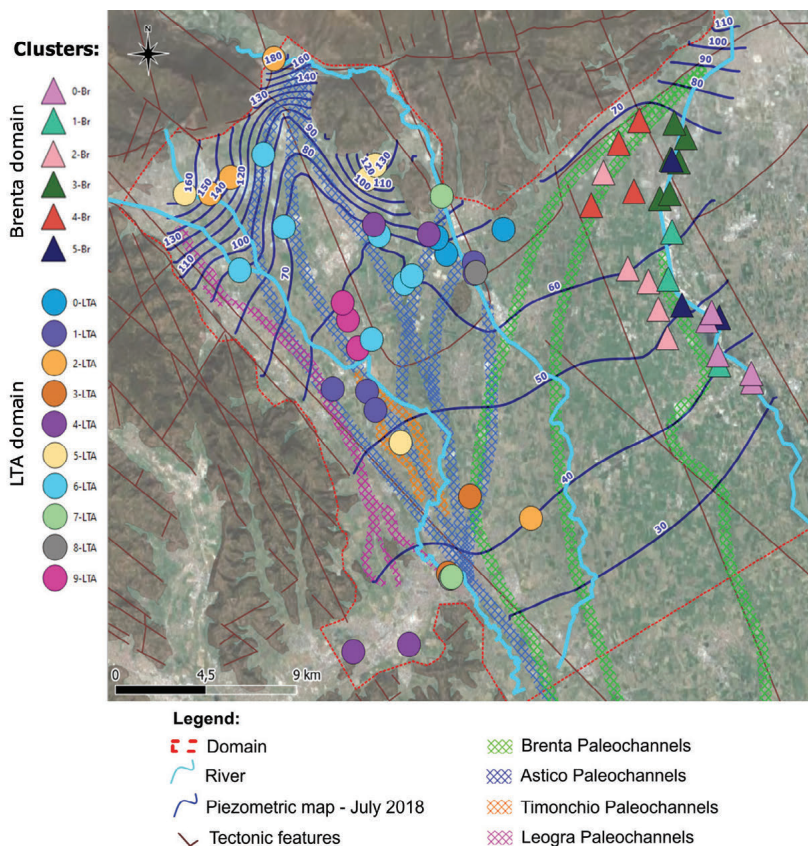 Clusters:
Brenta domain
0-Br
1-Br
2-Br
3-Br
4-Br
5-Br
LTA domain
0-LTA
1-LTA
2-LTA
3-LTA
4-LTA
5-LTA
6-LTA
7-LTA
8-LTA
9-LTA
N
180
160
140
130
90
80
130
120
100
110
160
150
140
120
130
110
100
70
110
100
90
80
70
60
50
40
30
0 4,5 9 km
Legend:
Domain
River
Piezometric map - July 2018
Tectonic features
Brenta Paleochannels
Astico Paleochannels
Timonchio Paleochannels
Leogra Paleochannels